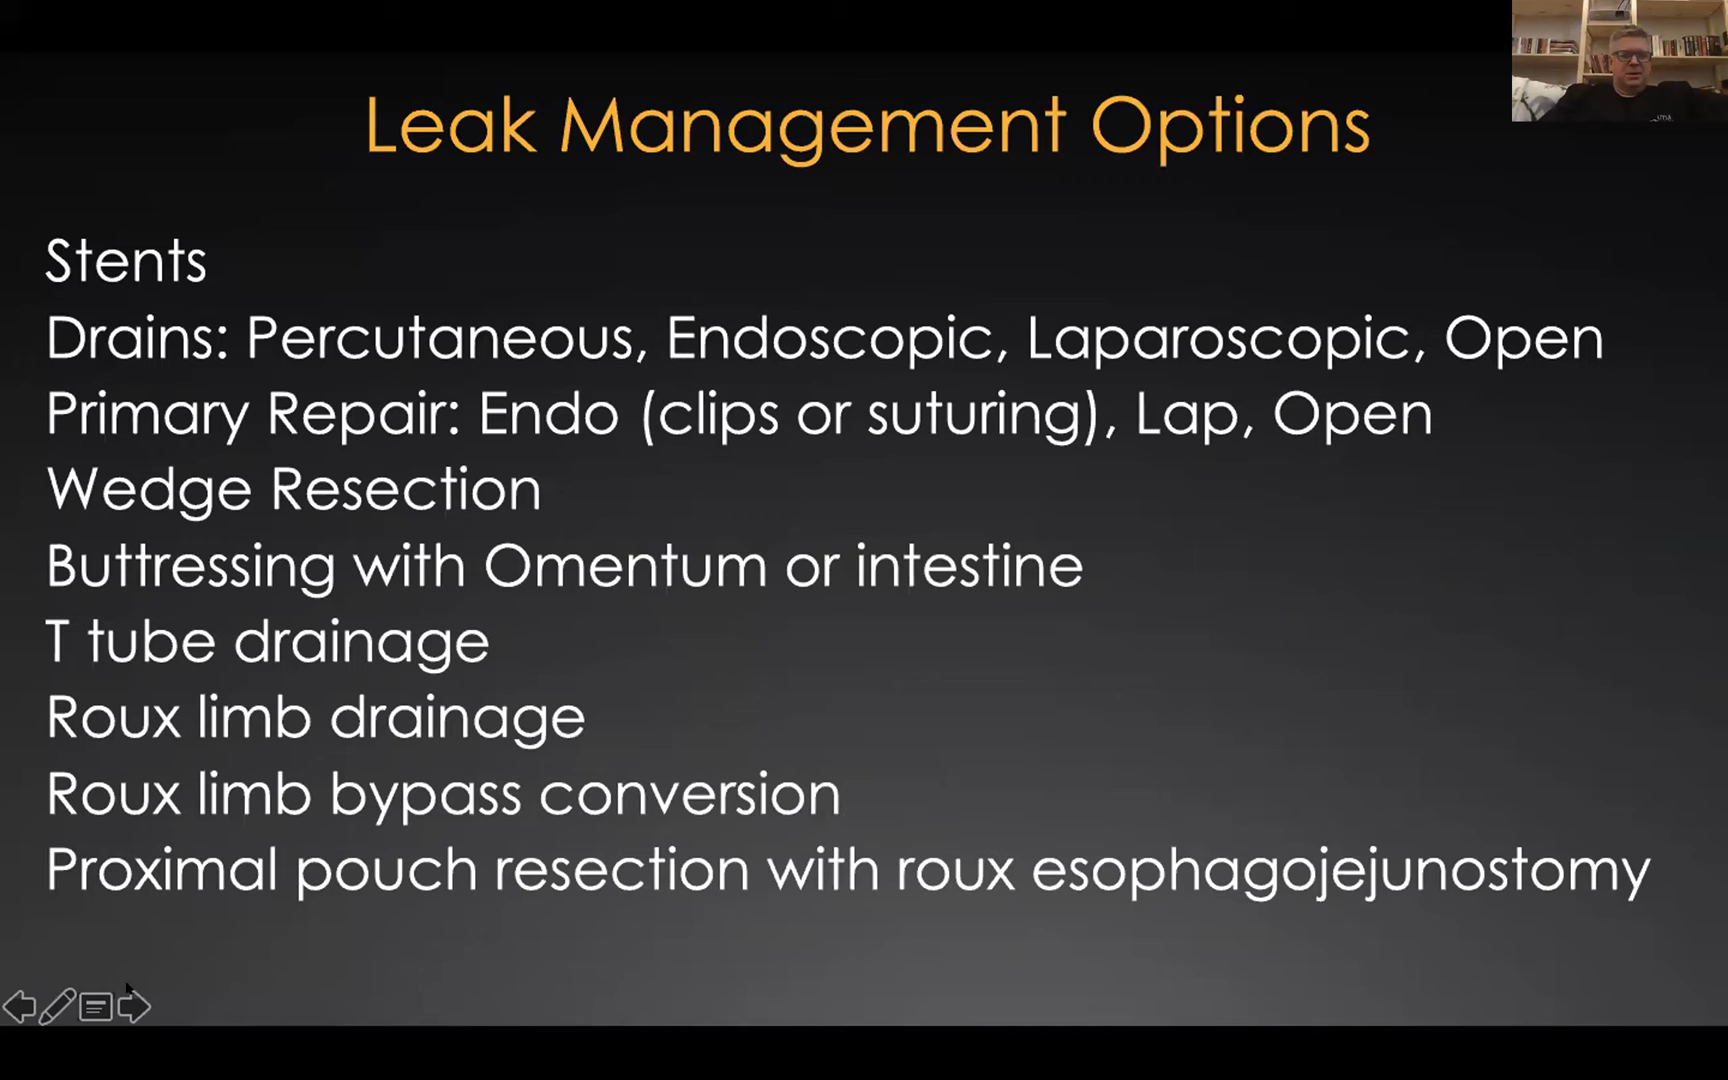 Leak Management Options
Stents
Drains: Percutaneous, Endoscopic, Laparoscopic, Open
Primary Repair: Endo (clips or suturing), Lap, Open
Wedge Resection
Buttressing with Omentum or intestine
T tube drainage
Roux limb drainage
Roux limb bypass conversion
Proximal pouch resection with roux esophagojejunostomy